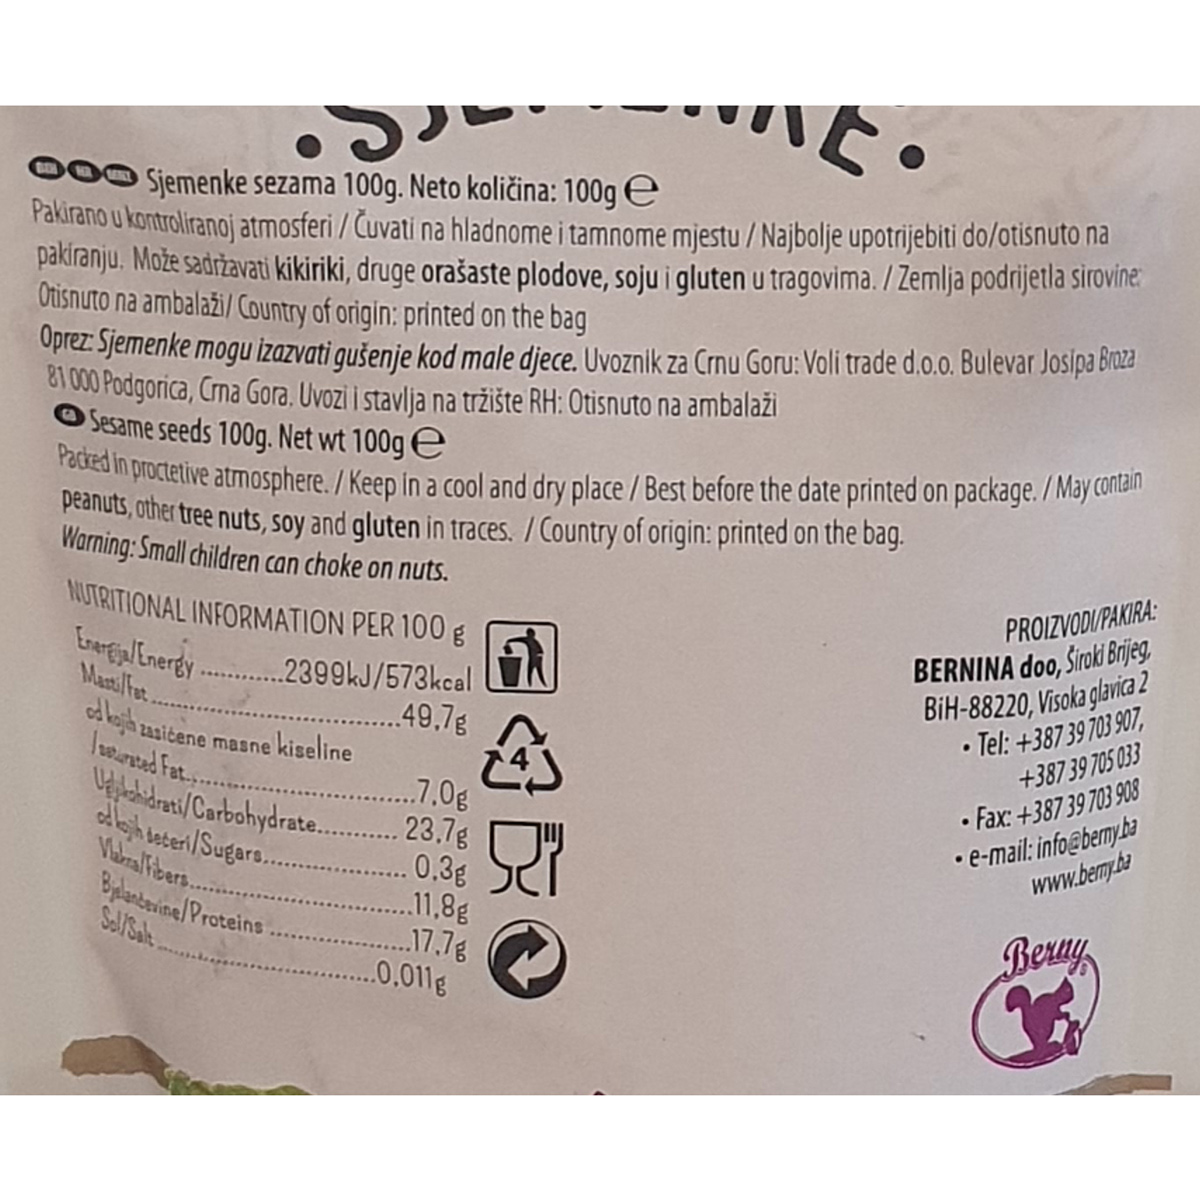 • SJEMENKE •
BIH HR MNE Sjemenke sezama 100g. Neto količina: 100g ℮
Pakirano u kontroliranoj atmosferi / Čuvati na hladnome i tamnome mjestu / Najbolje upotrijebiti do/otisnuto na
pakiranju. Može sadržavati kikiriki, druge orašaste plodove, soju i gluten u tragovima. / Zemlja podrijetla sirovine:
Otisnuto na ambalaži/ Country of origin: printed on the bag
Oprez: Sjemenke mogu izazvati gušenje kod male djece. Uvoznik za Crnu Goru: Voli trade d.o.o. Bulevar Josipa Broza
81 000 Podgorica, Crna Gora. Uvozi i stavlja na tržište RH: Otisnuto na ambalaži
GB Sesame seeds 100g. Net wt 100g ℮
Packed in proctetive atmosphere. / Keep in a cool and dry place / Best before the date printed on package. / May contain
peanuts, other tree nuts, soy and gluten in traces. / Country of origin: printed on the bag.
Warning: Small children can choke on nuts.
NUTRITIONAL INFORMATION PER 100 g
Energija/Energy ............2399kJ/573kcal
Masti/Fat..............................49,7g
od kojih zasićene masne kiseline
/saturated Fat.........................7,0g
Ugljikohidrati/Carbohydrate............ 23,7g
od kojih šećeri/Sugars.................... 0,3g
Vlakna/Fibers...........................11,8g
Bjelančevine/Proteins ....................17,7g
Sol/Salt ..............................0,011g
4
PROIZVODI/PAKIRA:
BERNINA doo, Široki Brijeg,
BiH-88220, Visoka glavica 2
• Tel: +387 39 703 907,
+387 39 705 033
• Fax: +387 39 703 908
• e-mail: info@berny.ba
www.berny.ba
Berny